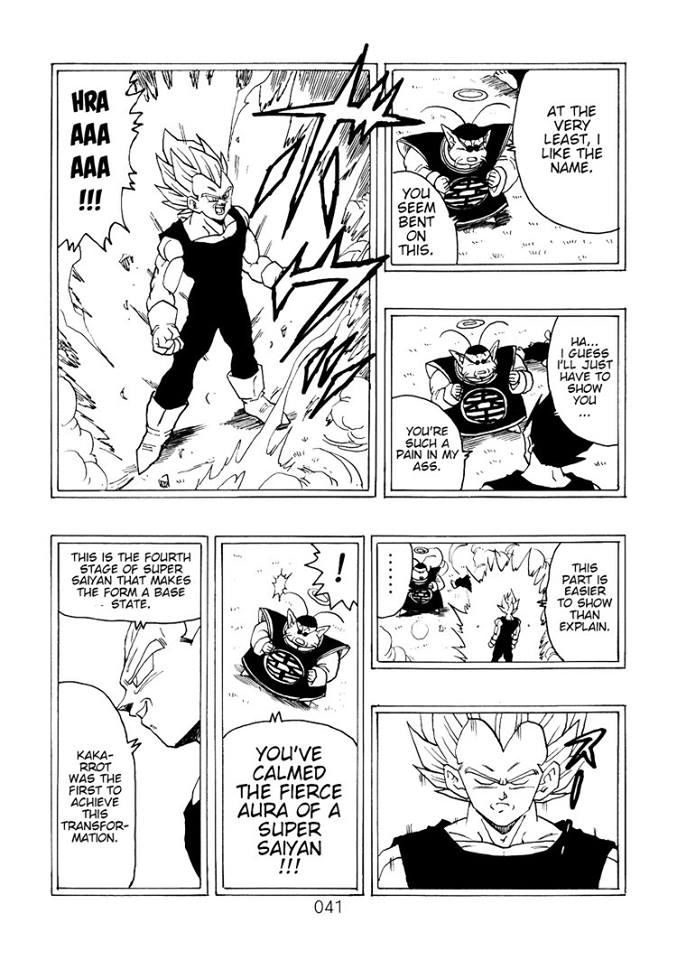 AT THE
VERY
LEAST, I
LIKE THE
NAME.
YOU
SEEM
BENT
ON
THIS.
HRA
AAA
AAA
!!!
HA...
I GUESS
I'LL JUST
HAVE TO
SHOW
YOU
...
YOU'RE
SUCH A
PAIN IN MY
ASS.
THIS
PART IS
EASIER
TO SHOW
THAN
EXPLAIN.
......
!
YOU'VE
CALMED
THE FIERCE
AURA OF A
SUPER
SAIYAN
!!!
THIS IS THE FOURTH
STAGE OF SUPER
SAIYAN THAT MAKES
THE FORM A BASE
STATE.
KAKA-
RROT
WAS THE
FIRST TO
ACHIEVE
THIS
TRANSFOR-
MATION.
041